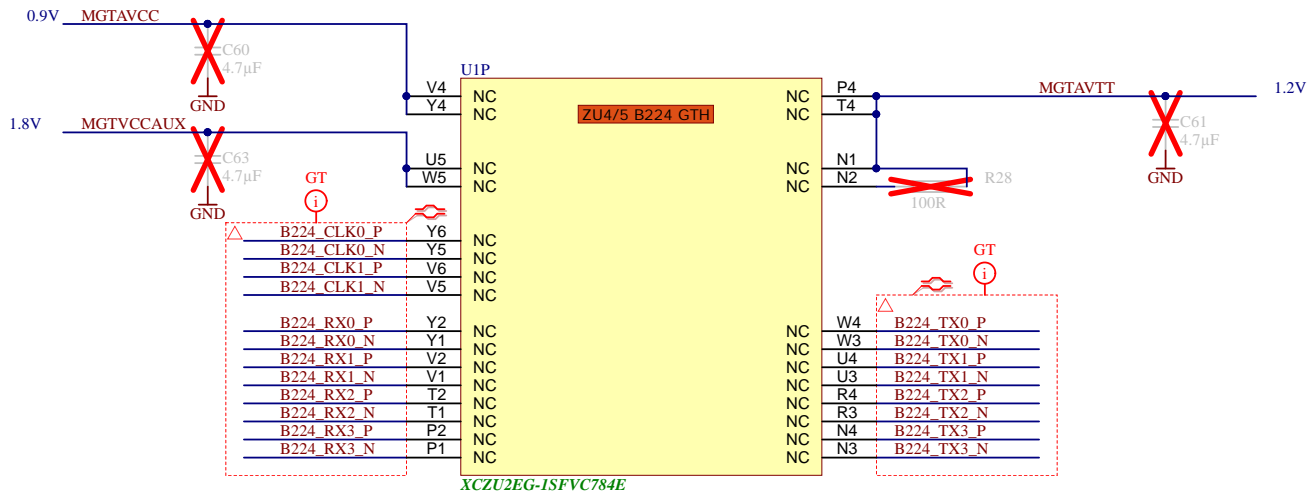 0.9V MGTAVCC
C60
4.7µF
GND
1.8V MGTVCCAUX
C63
4.7µF
GND
U1P
ZU4/5 B224 GTH
V4 NC NC P4 MGTAVTT 1.2V
Y4 NC NC T4
C61
4.7µF
GND
U5 NC NC N1
W5 NC NC N2 R28
100R
GT
i
B224_CLK0_P Y6 NC
B224_CLK0_N Y5 NC
B224_CLK1_P V6 NC
B224_CLK1_N V5 NC
GT
i
B224_RX0_P Y2 NC NC W4 B224_TX0_P
B224_RX0_N Y1 NC NC W3 B224_TX0_N
B224_RX1_P V2 NC NC U4 B224_TX1_P
B224_RX1_N V1 NC NC U3 B224_TX1_N
B224_RX2_P T2 NC NC R4 B224_TX2_P
B224_RX2_N T1 NC NC R3 B224_TX2_N
B224_RX3_P P2 NC NC N4 B224_TX3_P
B224_RX3_N P1 NC NC N3 B224_TX3_N
XCZU2EG-1SFVC784E